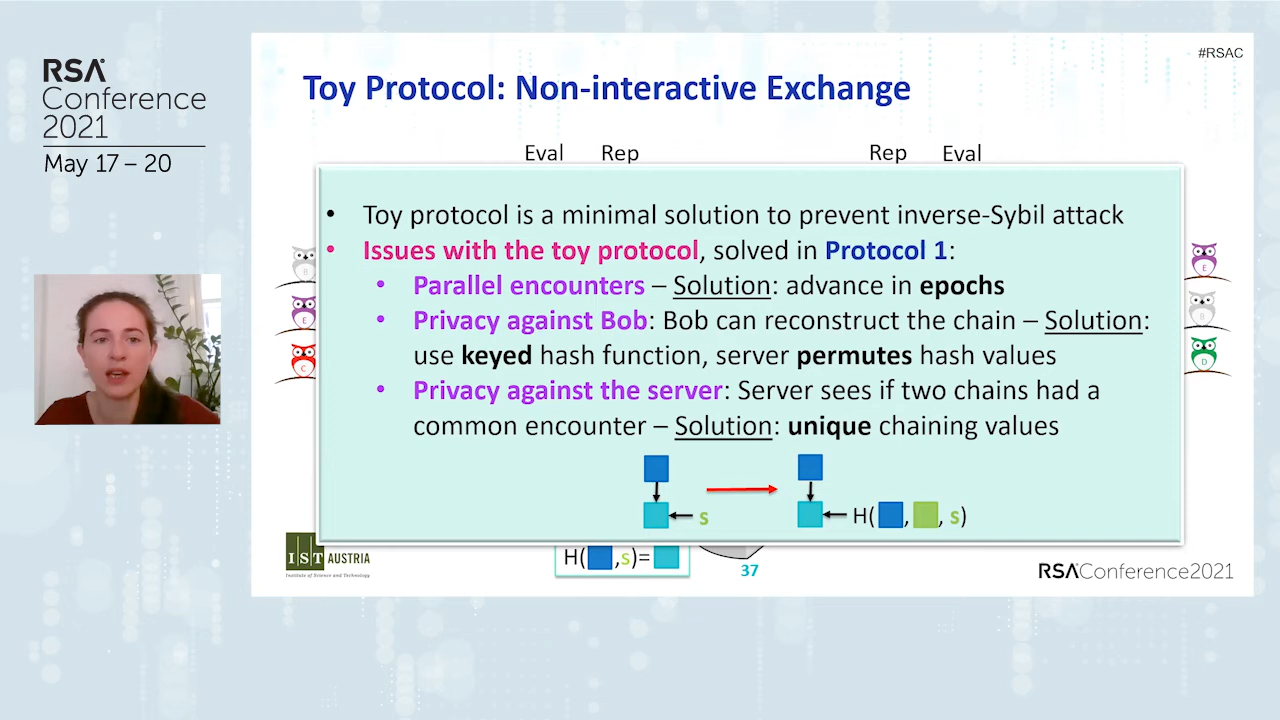 RSA
Conference
2021
May 17 – 20
#RSAC
Toy Protocol: Non-interactive Exchange
Eval Rep Rep Eval
• Toy protocol is a minimal solution to prevent inverse-Sybil attack
• Issues with the toy protocol, solved in Protocol 1:
• Parallel encounters – Solution: advance in epochs
• Privacy against Bob: Bob can reconstruct the chain – Solution:
use keyed hash function, server permutes hash values
• Privacy against the server: Server sees if two chains had a
common encounter – Solution: unique chaining values
s
H( , , s)
E
C
E
D
H( ,s)=
37
IST AUSTRIA
Institute of Science and Technology
RSAConference2021